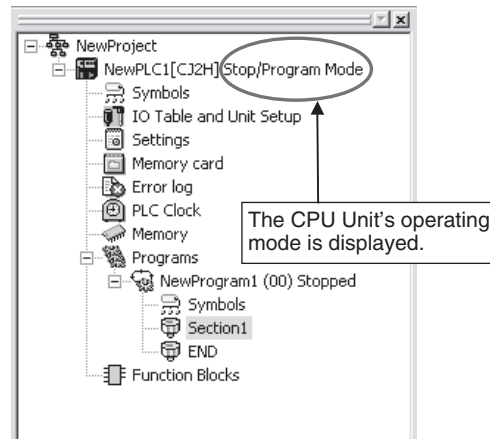 NewProject
NewPLC1[CJ2H] Stop/Program Mode
Symbols
IO Table and Unit Setup
Settings
Memory card
Error log
PLC Clock
Memory
Programs
NewProgram1 (00) Stopped
Symbols
Section1
END
Function Blocks
The CPU Unit's operating
mode is displayed.